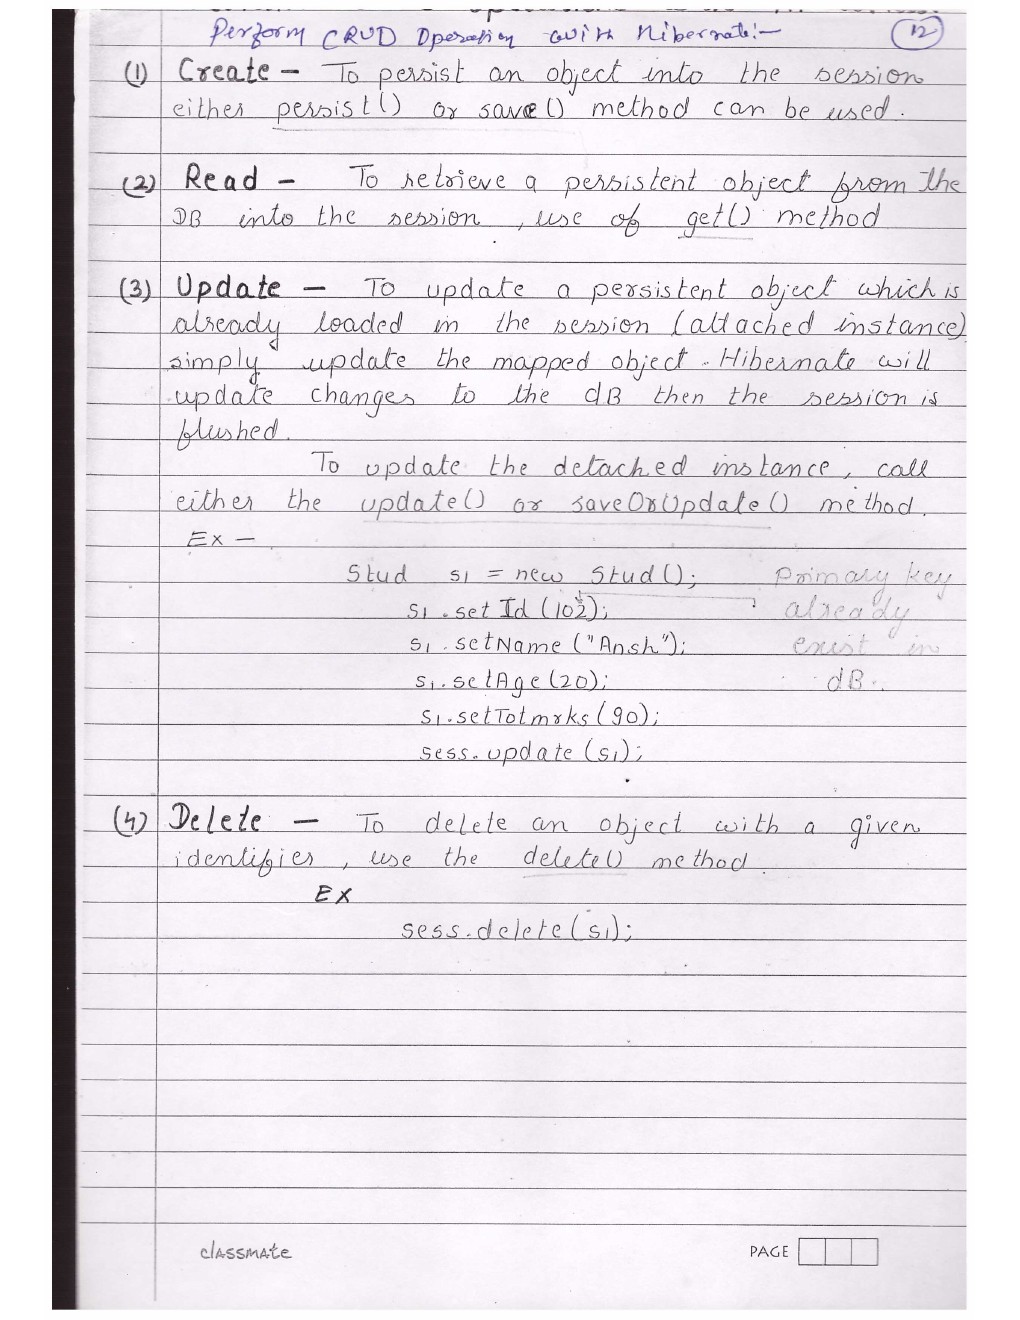 Perform CRUD Operation with Hibernate:-
12
(1) Create - To persist an object into the session
either persist() or save() method can be used.
(2) Read - To retrieve a persistent object from the
DB into the session, use of get() method
(3) Update - To update a persistent object which is
already loaded in the session (attached instance)
simply update the mapped object. Hibernate will
update changes to the dB then the session is
flushed.
To update the detached instance, call
either the update() or saveOrUpdate() method.
Ex -
Stud s1 = new Stud(); Primary key
s1.setId(102); already
s1.setName("Ansh"); exist in
s1.setAge(20); dB.
s1.setTotmrks(90);
sess.update(s1);
(4) Delete - To delete an object with a given
identifier, use the delete() method.
EX
sess.delete(s1);
classmate PAGE